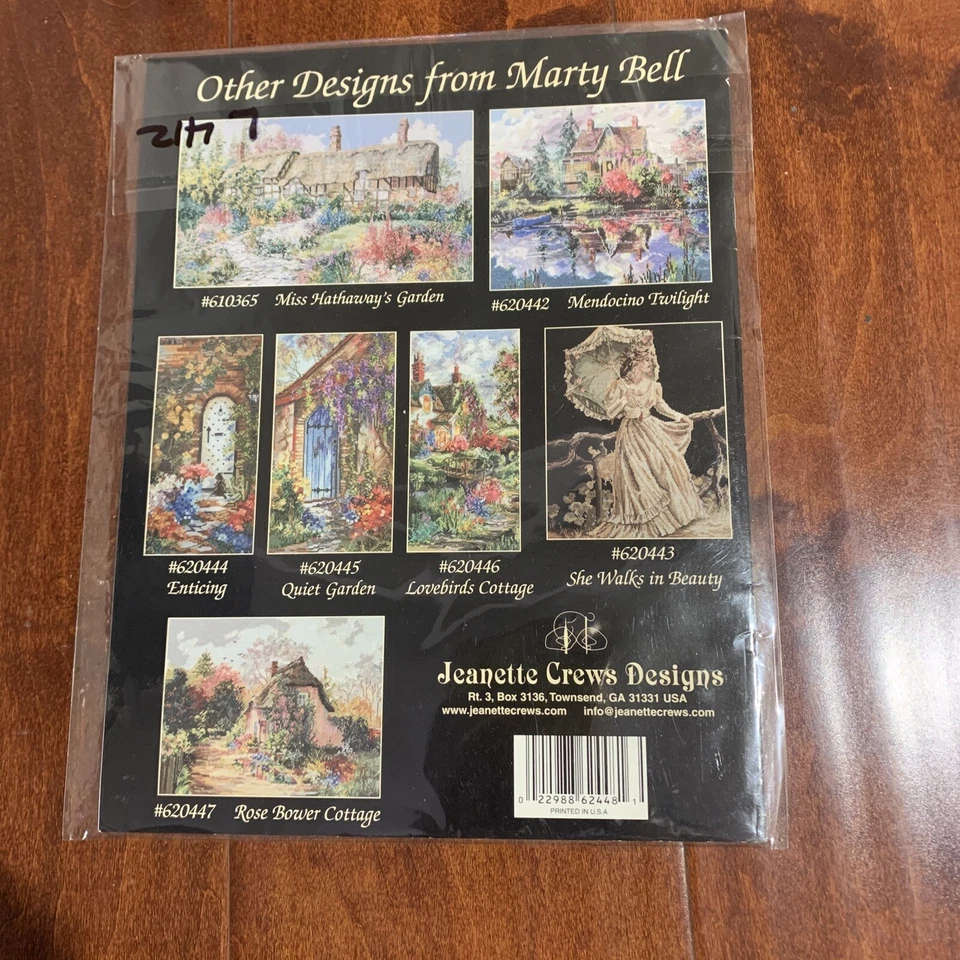 Other Designs from Marty Bell
#610365 Miss Hathaway's Garden
#620442 Mendocino Twilight
#620444
Enticing
#620445
Quiet Garden
#620446
Lovebirds Cottage
#620443
She Walks in Beauty
#620447 Rose Bower Cottage
Jeanette Crews Designs
Rt. 3, Box 3136, Townsend, GA 31331 USA
www.jeanettecrews.com info@jeanettecrews.com
0 22988 62448 1
PRINTED IN U.S.A